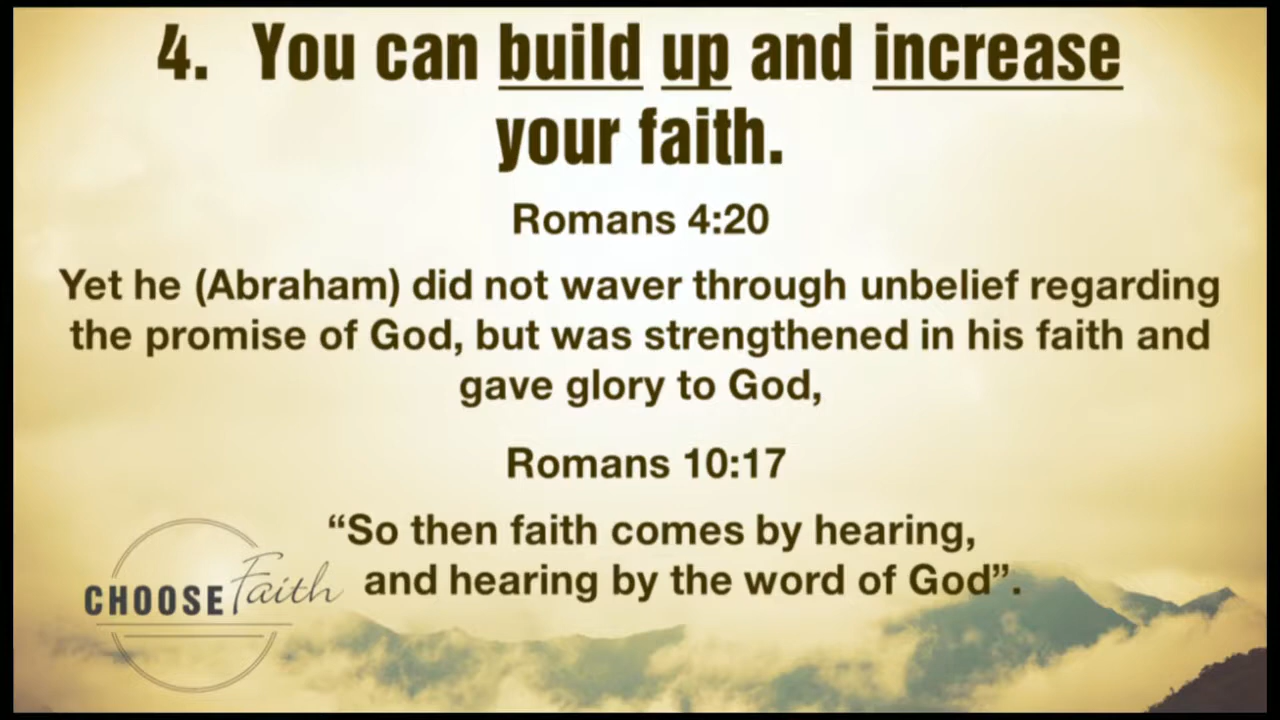 4. You can build up and increase
your faith.
Romans 4:20
Yet he (Abraham) did not waver through unbelief regarding
the promise of God, but was strengthened in his faith and
gave glory to God,
Romans 10:17
“So then faith comes by hearing,
and hearing by the word of God”.
CHOOSE Faith